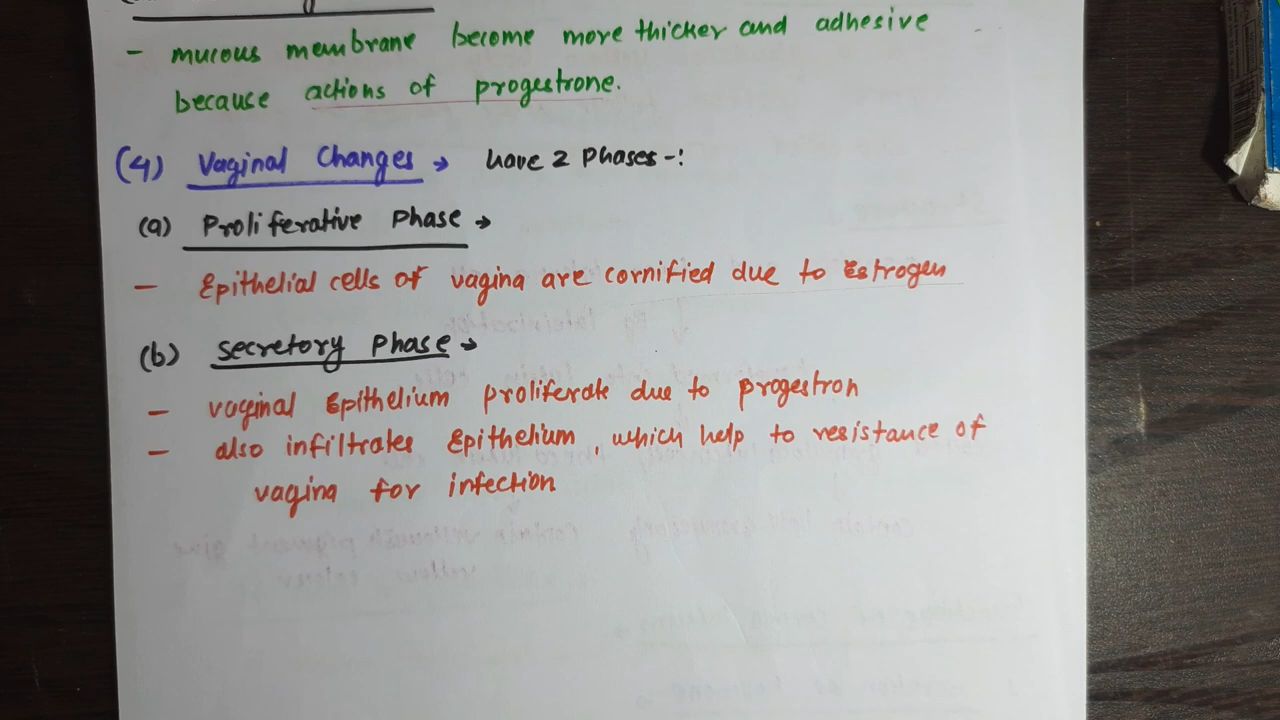 - mucous membrane become more thicker and adhesive
because actions of progestrone.
(4) Vaginal Changes → have 2 Phases -:
(a) Proliferative Phase →
- Epithelial cells of vagina are cornified due to Estrogen
(b) Secretory Phase →
- vaginal Epithelium proliferate due to progestron
- also infiltrates Epithelium, which help to resistance of
vagina for infection